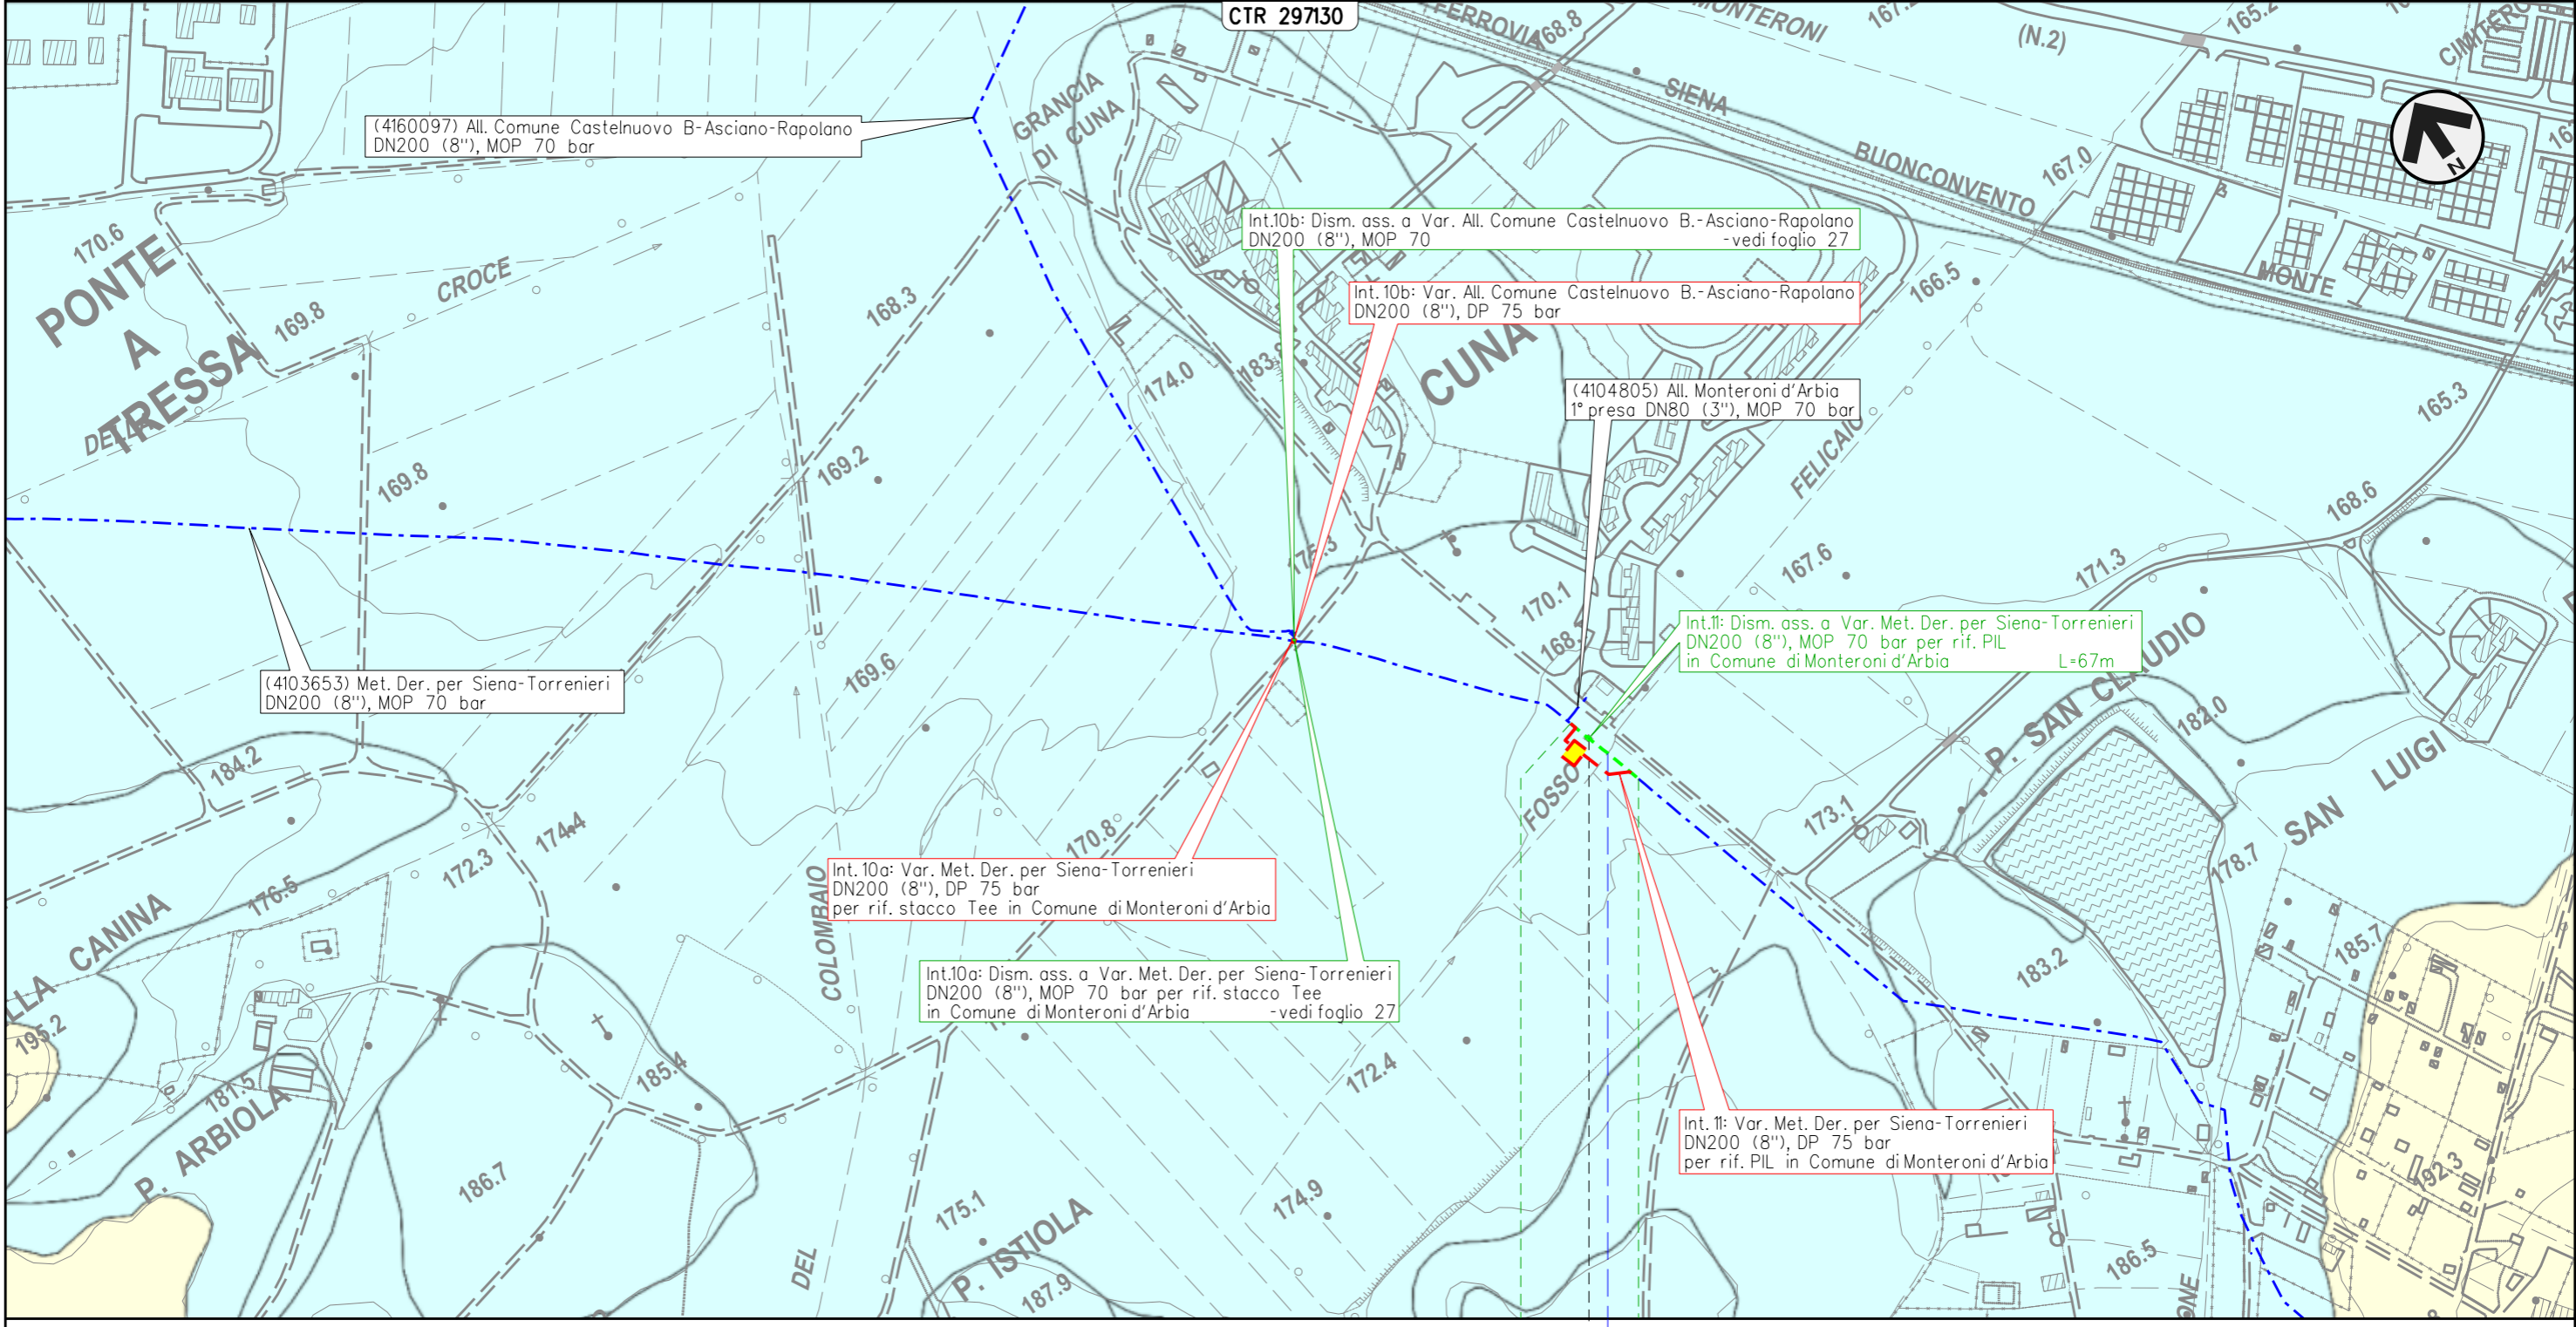 CTR 297130
FERROVIA
168.8
MONTERONI
(N.2)
165.2
SIENA
BUONCONVENTO
167.0
MONTE
N
GRANCIA
DI CUNA
(4160097) All. Comune Castelnuovo B-Asciano-Rapolano
DN200 (8"), MOP 70 bar
170.6
PONTE
A
TRESSA
CROCE
169.8
168.3
Int.10b: Dism. ass. a Var. All. Comune Castelnuovo B.-Asciano-Rapolano
DN200 (8"), MOP 70 -vedi foglio 27
Int. 10b: Var. All. Comune Castelnuovo B.-Asciano-Rapolano
DN200 (8"), DP 75 bar
166.5
174.0
CUNA
(4104805) All. Monteroni d'Arbia
1° presa DN80 (3"), MOP 70 bar
165.3
FELICAIO
169.8
169.2
168.6
167.6
171.3
170.1
Int.11: Dism. ass. a Var. Met. Der. per Siena-Torrenieri
DN200 (8"), MOP 70 bar per rif. PIL
in Comune di Monteroni d'Arbia L=67m
(4103653) Met. Der. per Siena-Torrenieri
DN200 (8"), MOP 70 bar
169.6
P. SAN CLAUDIO
182.0
SAN LUIGI
184.2
FOSSO
174.4
172.3
170.8
173.1
178.7
Int. 10a: Var. Met. Der. per Siena-Torrenieri
DN200 (8"), DP 75 bar
per rif. stacco Tee in Comune di Monteroni d'Arbia
176.5
CANINA
COLOMBAIO
185.7
183.2
Int.10a: Dism. ass. a Var. Met. Der. per Siena-Torrenieri
DN200 (8"), MOP 70 bar per rif. stacco Tee
in Comune di Monteroni d'Arbia -vedi foglio 27
195.2
181.5
185.4
172.4
P. ARBIOLA
Int. 11: Var. Met. Der. per Siena-Torrenieri
DN200 (8"), DP 75 bar
per rif. PIL in Comune di Monteroni d'Arbia
186.7
175.1
174.9
192.3
P. ISTIOLA
DEL
187.9
186.5